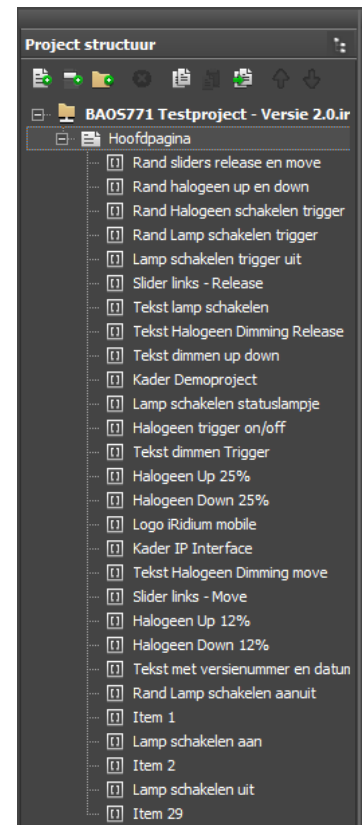 Project structuur
BAOS771 Testproject - Versie 2.0.ir
Hoofdpagina
Rand sliders release en move
Rand halogeen up en down
Rand Halogeen schakelen trigger
Rand Lamp schakelen trigger
Lamp schakelen trigger uit
Slider links - Release
Tekst lamp schakelen
Tekst Halogeen Dimming Release
Tekst dimmen up down
Kader Demoproject
Lamp schakelen statuslampje
Halogeen trigger on/off
Tekst dimmen Trigger
Halogeen Up 25%
Halogeen Down 25%
Logo iRidium mobile
Kader IP Interface
Tekst Halogeen Dimming move
Slider links - Move
Halogeen Up 12%
Halogeen Down 12%
Tekst met versienummer en datum
Rand Lamp schakelen aanuit
Item 1
Lamp schakelen aan
Item 2
Lamp schakelen uit
Item 29